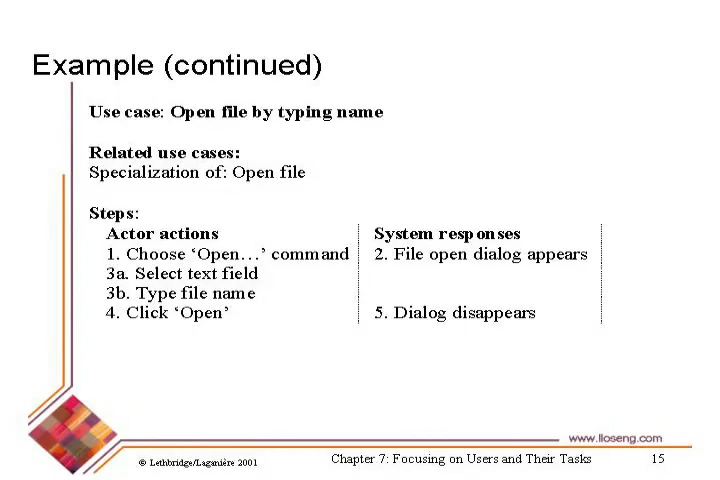 Example (continued)
Use case: Open file by typing name
Related use cases:
Specialization of: Open file
Steps:
Actor actions System responses
1. Choose ‘Open…’ command 2. File open dialog appears
3a. Select text field
3b. Type file name
4. Click ‘Open’ 5. Dialog disappears
www.lloseng.com
© Lethbridge/Laganière 2001 Chapter 7: Focusing on Users and Their Tasks 15